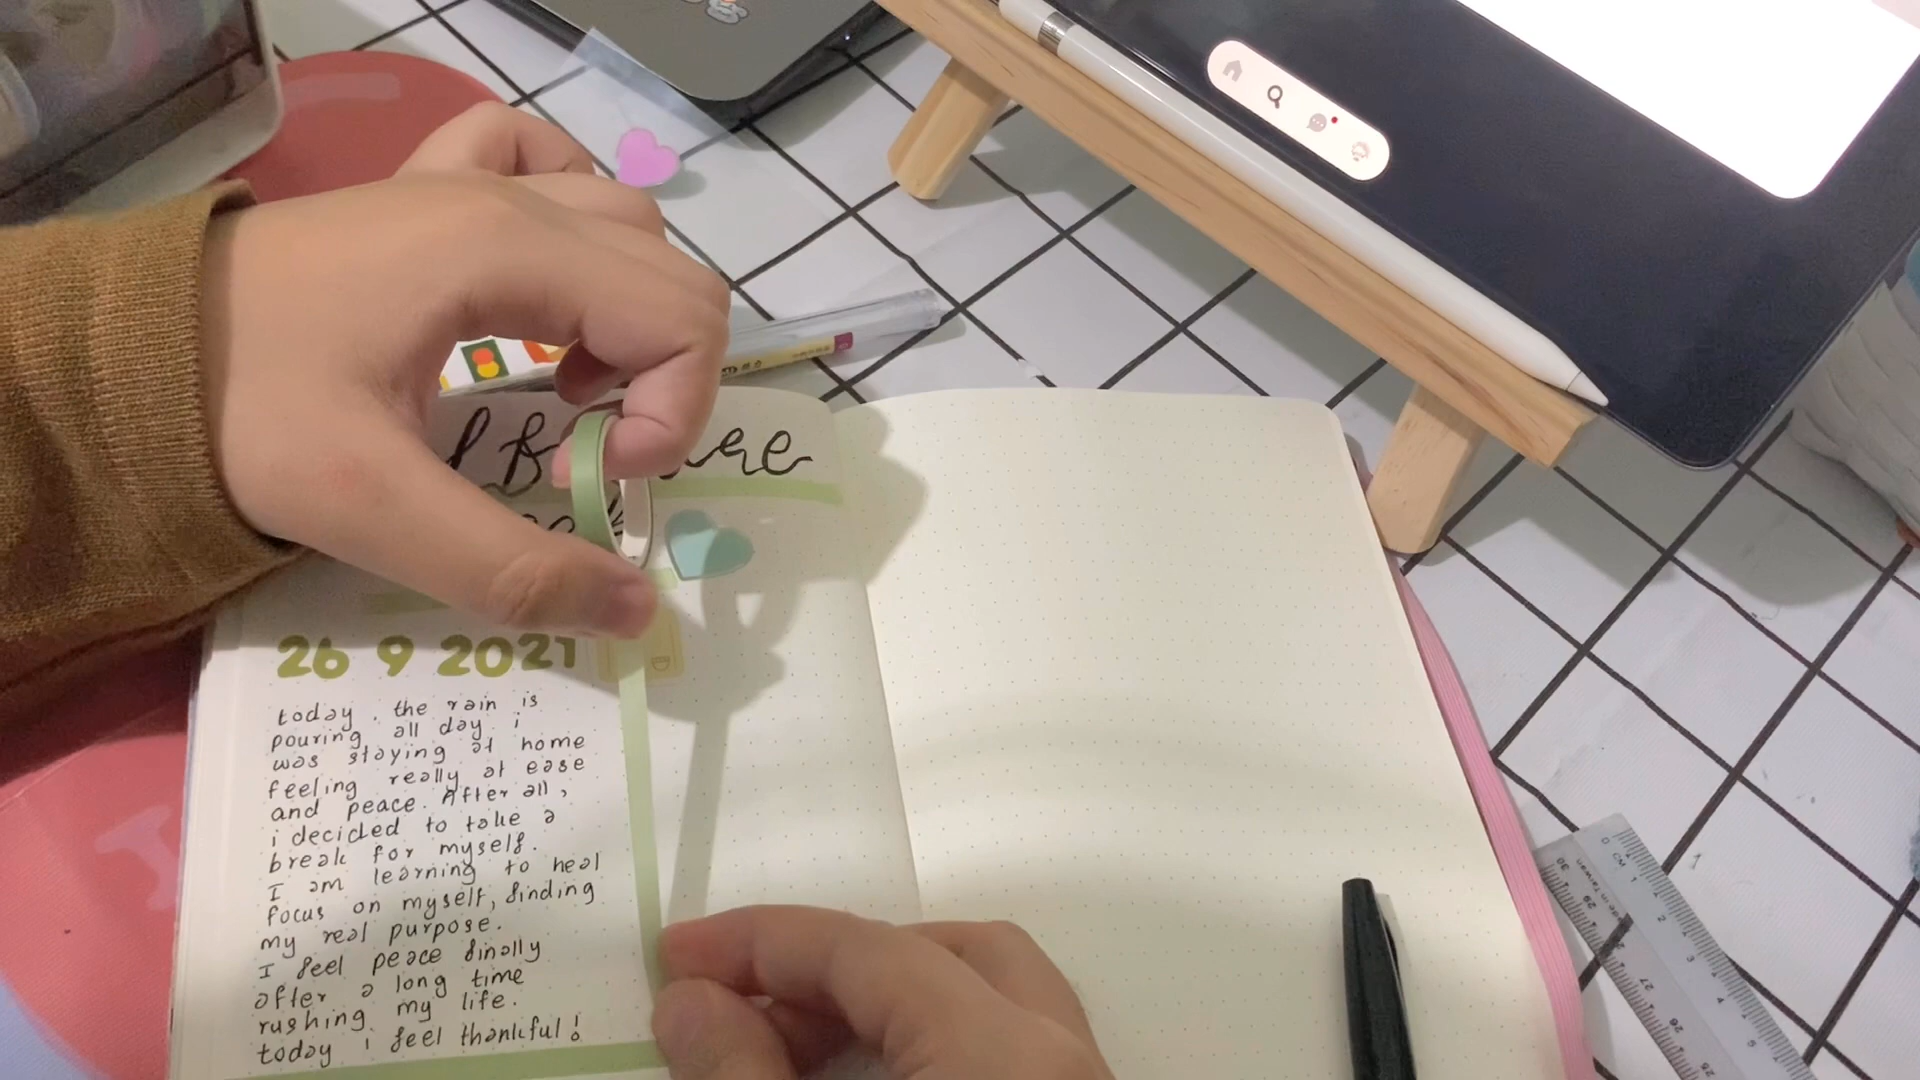 26 9 2021
today . the rain is
pouring all day. i
was staying at home
feeling really at ease
and peace. After all,
i decided to take a
break for myself.
I am learning to heal
focus on myself, finding
my real purpose.
I feel peace finally
after a long time
rushing my life.
today i feel thankful!